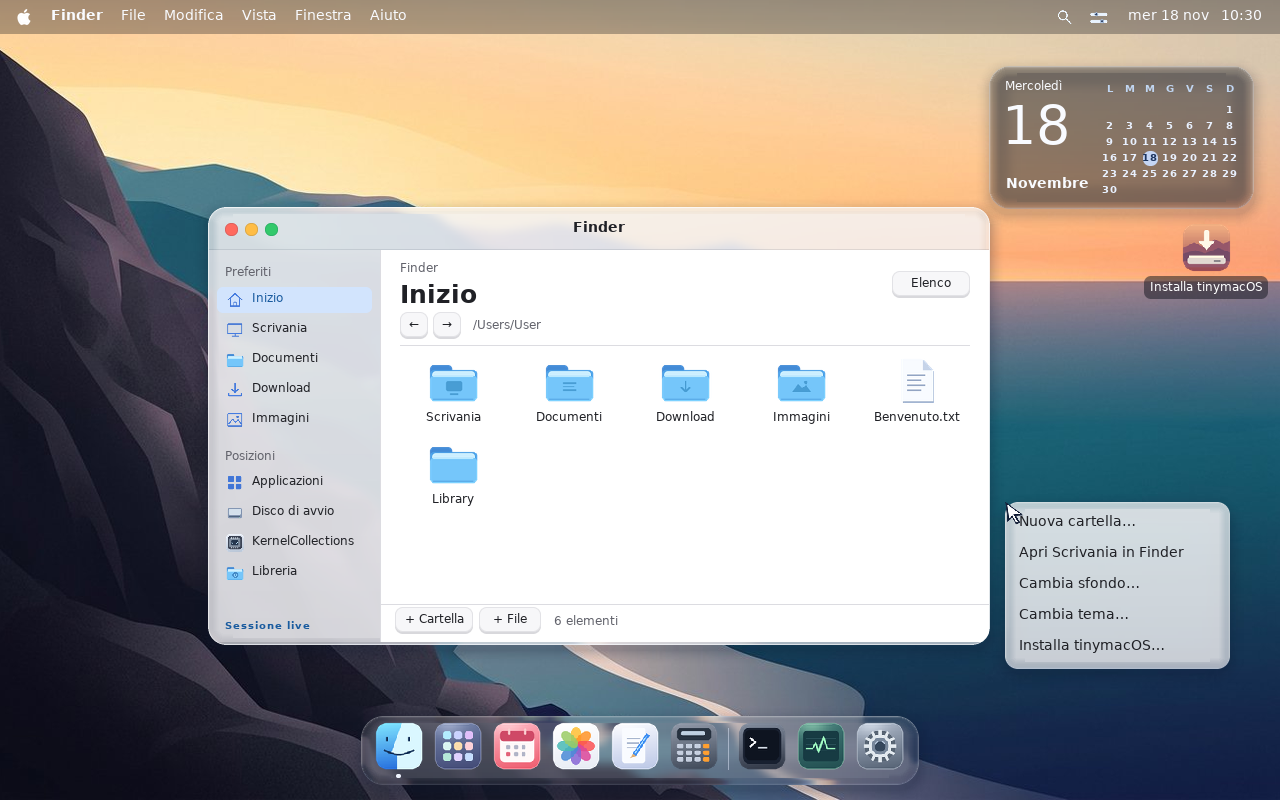 Finder File Modifica Vista Finestra Aiuto mer 18 nov 10:30
Mercoledì
18
Novembre
L M M G V S D
1
2 3 4 5 6 7 8
9 10 11 12 13 14 15
16 17 18 19 20 21 22
23 24 25 26 27 28 29
30
Installa tinymacOS
Finder
Preferiti
Inizio
Scrivania
Documenti
Download
Immagini
Posizioni
Applicazioni
Disco di avvio
KernelCollections
Libreria
Sessione live
Finder
Inizio
Elenco
← → /Users/User
Scrivania Documenti Download Immagini Benvenuto.txt
Library
+ Cartella + File 6 elementi
Nuova cartella…
Apri Scrivania in Finder
Cambia sfondo…
Cambia tema…
Installa tinymacOS…